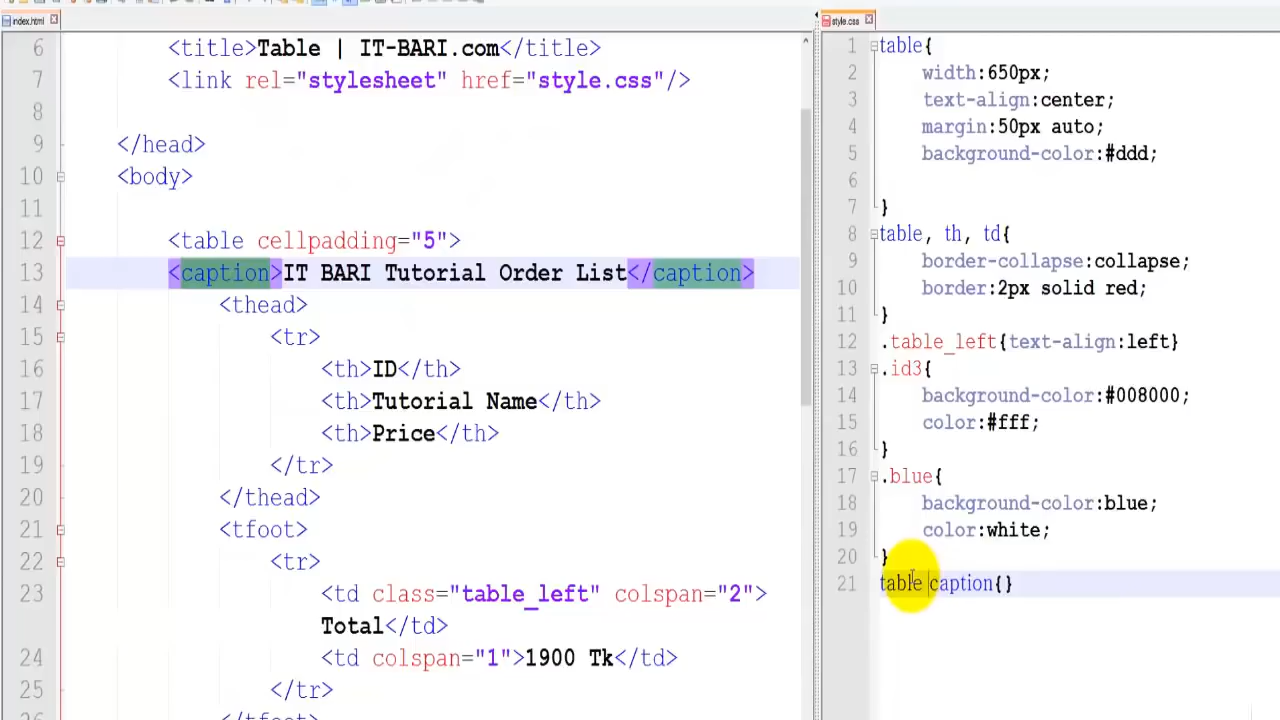 index.html
6 <title>Table | IT-BARI.com</title>
7 <link rel="stylesheet" href="style.css"/>
8
9 </head>
10 <body>
11
12 <table cellpadding="5">
13 <caption>IT BARI Tutorial Order List</caption>
14 <thead>
15 <tr>
16 <th>ID</th>
17 <th>Tutorial Name</th>
18 <th>Price</th>
19 </tr>
20 </thead>
21 <tfoot>
22 <tr>
23 <td class="table_left" colspan="2">
Total</td>
24 <td colspan="1">1900 Tk</td>
25 </tr>
</tfoot>
style.css
1 table{
2 width:650px;
3 text-align:center;
4 margin:50px auto;
5 background-color:#ddd;
6
7 }
8 table, th, td{
9 border-collapse:collapse;
10 border:2px solid red;
11 }
12 .table_left{text-align:left}
13 .id3{
14 background-color:#008000;
15 color:#fff;
16 }
17 .blue{
18 background-color:blue;
19 color:white;
20 }
21 table caption{}